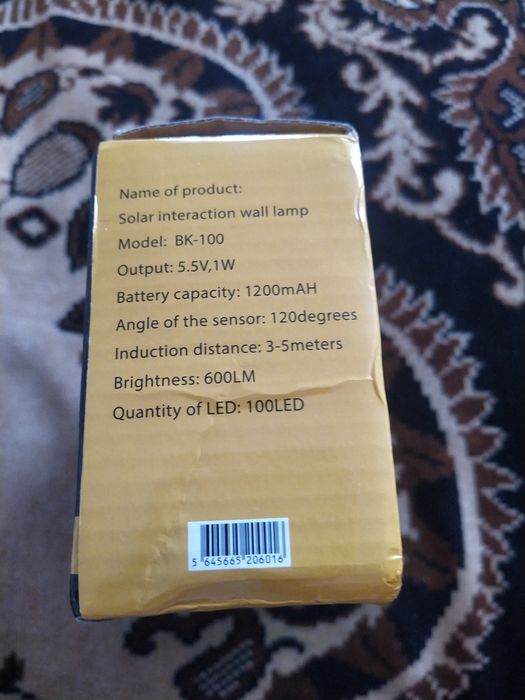 Name of product:
Solar interaction wall lamp
Model: BK-100
Output: 5.5V,1W
Battery capacity: 1200mAH
Angle of the sensor: 120degrees
Induction distance: 3-5meters
Brightness: 600LM
Quantity of LED: 100LED
5 645665 206016